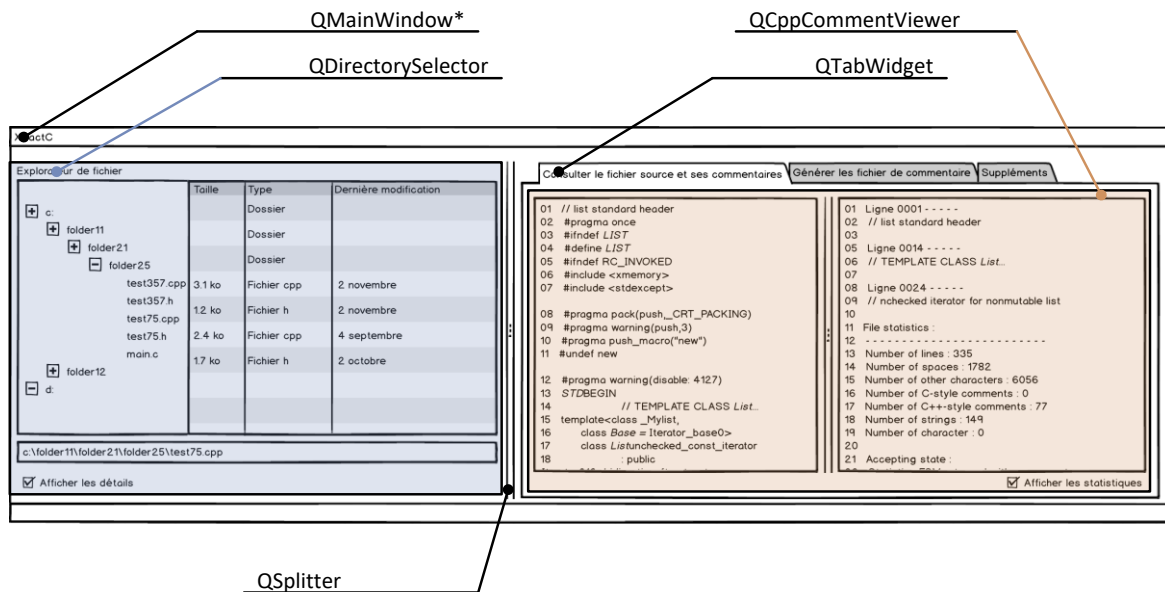 QMainWindow*
QCppCommentViewer
QDirectorySelector
QTabWidget
Explorateur de fichier
Taille Type Dernière modification
Dossier
c:
folder11
Dossier
folder21
folder25
Dossier
test357.cpp 3.1 ko Fichier cpp 2 novembre
test357.h 1.2 ko Fichier h 2 novembre
test75.cpp 2.4 ko Fichier cpp 4 septembre
test75.h 1.7 ko Fichier h 2 octobre
main.c
folder12
d:
c:\folder11\folder21\folder25\test75.cpp
Afficher les détails
Consulter le fichier source et ses commentaires
Générer les fichier de commentaire
Suppléments
01 // list standard header
02 #pragma once
03 #ifndef LIST
04 #define LIST
05 #ifndef RC_INVOKED
06 #include <xmemory>
07 #include <stdexcept>
08 #pragma pack(push,_CRT_PACKING)
09 #pragma warning(push,3)
10 #pragma push_macro("new")
11 #undef new
12 #pragma warning(disable: 4127)
13 STDBEGIN
14 // TEMPLATE CLASS List...
15 template<class _Mylist,
16 class Base = Iterator_base0>
17 class Listunchecked_const_iterator
18 : public
01 Ligne 0001 - - - - -
02 // list standard header
03
05 Ligne 0014 - - - - -
06 // TEMPLATE CLASS List...
07
08 Ligne 0024 - - - - -
09 // nchecked iterator for nonmutable list
10
11 File statistics :
12 - - - - - - - - - - - - - - - - - - - - - - - - -
13 Number of lines : 335
14 Number of spaces : 1782
15 Number of other characters : 6056
16 Number of C-style comments : 0
17 Number of C++-style comments : 77
18 Number of strings : 149
19 Number of character : 0
20
21 Accepting state :
Afficher les statistiques
QSplitter